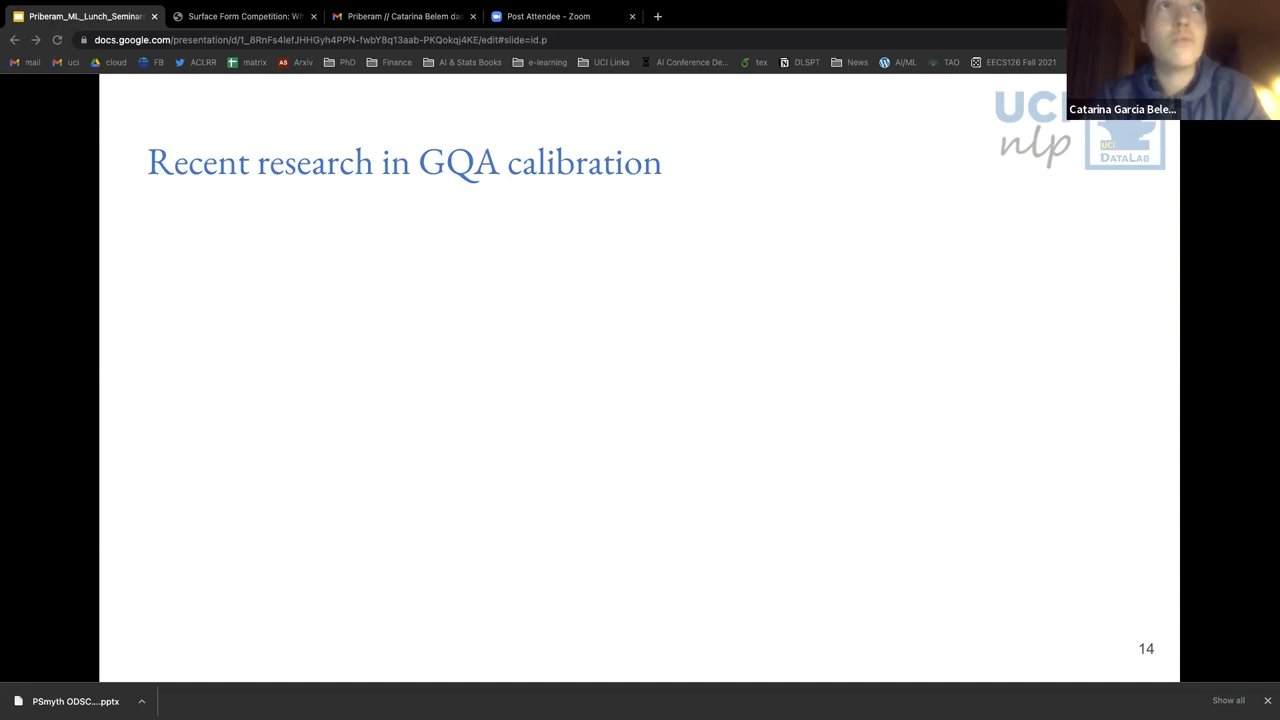 Priberam_ML_Lunch_Seminar
Surface Form Competition: Wh
Priberam // Catarina Belem das
Post Attendee - Zoom
docs.google.com/presentation/d/1_8RnFs4lefJHHGyh4PPN-fwbY8q13aab-PKQokqj4KE/edit#slide=id.p
mail
uci
cloud
FB
ACLRR
matrix
Arxiv
PhD
Finance
AI & Stats Books
e-learning
UCI Links
AI Conference De...
tex
DLSPT
News
AI/ML
TAO
EECS126 Fall 2021
Catarina Garcia Bele...
UCI
nlp
UCI
DATALAB
Recent research in GQA calibration
14
PSmyth ODSC....pptx
Show all